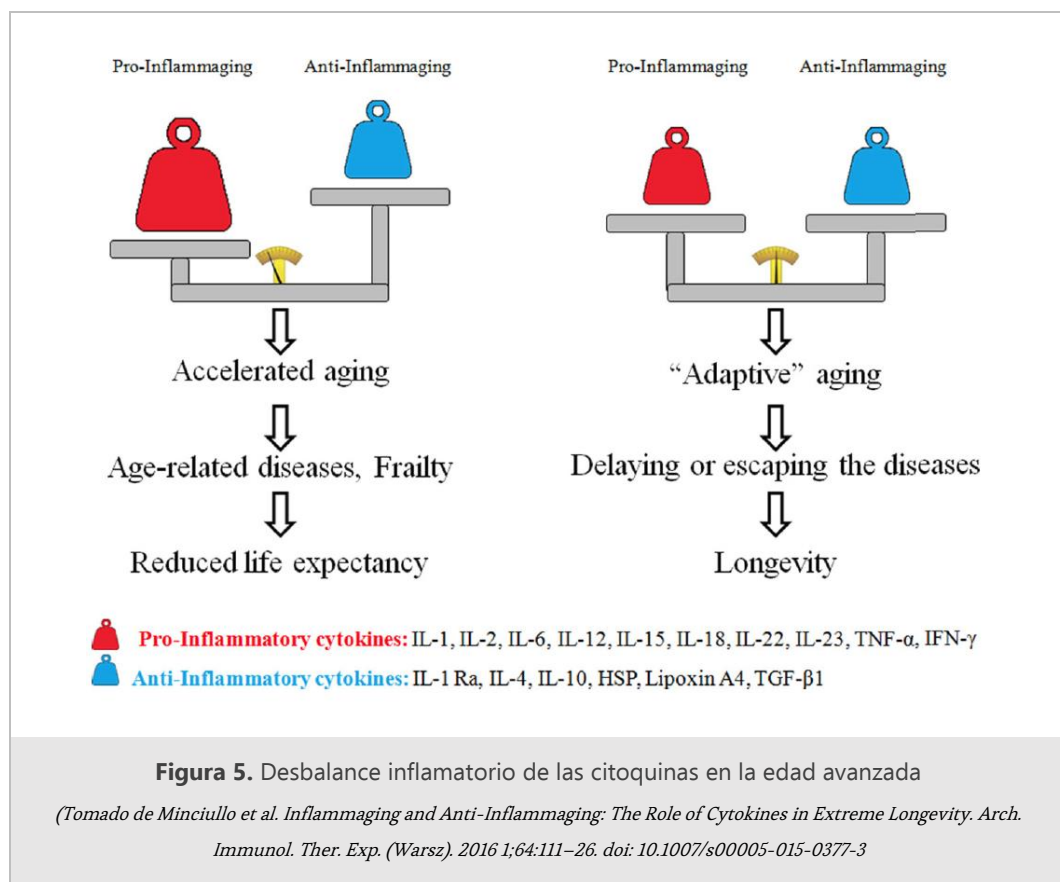 Pro-Inflammaging Anti-Inflammaging Pro-Inflammaging Anti-Inflammaging
Accelerated aging
Age-related diseases, Frailty
Reduced life expectancy
“Adaptive” aging
Delaying or escaping the diseases
Longevity
Pro-Inflammatory cytokines: IL-1, IL-2, IL-6, IL-12, IL-15, IL-18, IL-22, IL-23, TNF-α, IFN-γ
Anti-Inflammatory cytokines: IL-1 Ra, IL-4, IL-10, HSP, Lipoxin A4, TGF-β1
Figura 5. Desbalance inflamatorio de las citoquinas en la edad avanzada
(Tomado de Minciullo et al. Inflammaging and Anti-Inflammaging: The Role of Cytokines in Extreme Longevity. Arch.
Immunol. Ther. Exp. (Warsz). 2016 1;64:111–26. doi: 10.1007/s00005-015-0377-3